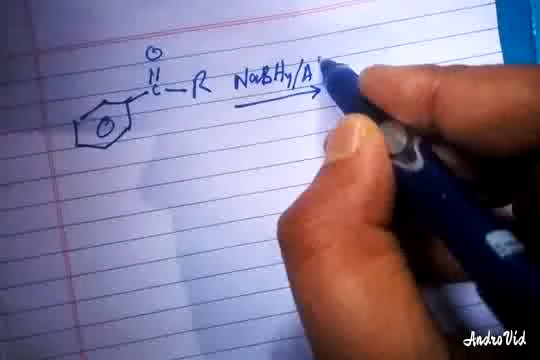 O
C — R NaBH4/A
AndroVid